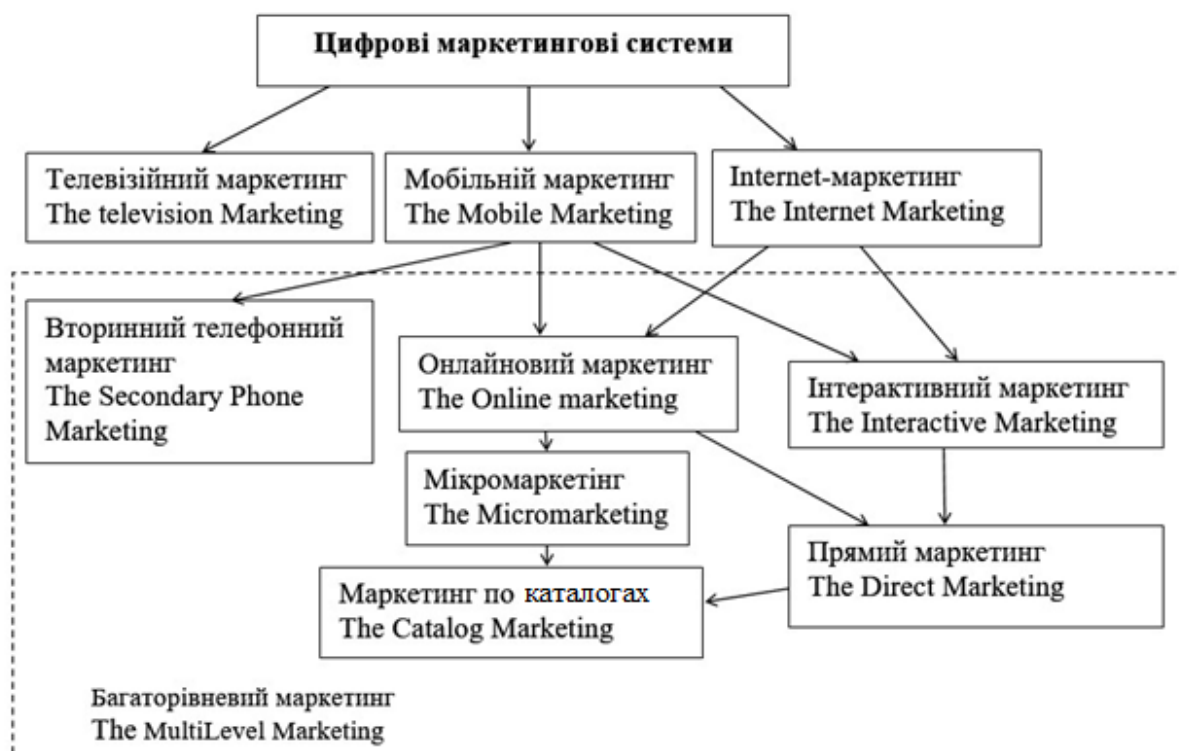 Цифрові маркетингові системи
Телевізійний маркетинг
The television Marketing
Мобільній маркетинг
The Mobile Marketing
Internet-маркетинг
The Internet Marketing
Вторинний телефонний
маркетинг
The Secondary Phone
Marketing
Онлайновий маркетинг
The Online marketing
Інтерактивний маркетинг
The Interactive Marketing
Мікромаркетінг
The Micromarketing
Прямий маркетинг
The Direct Marketing
Маркетинг по каталогах
The Catalog Marketing
Багаторівневий маркетинг
The MultiLevel Marketing